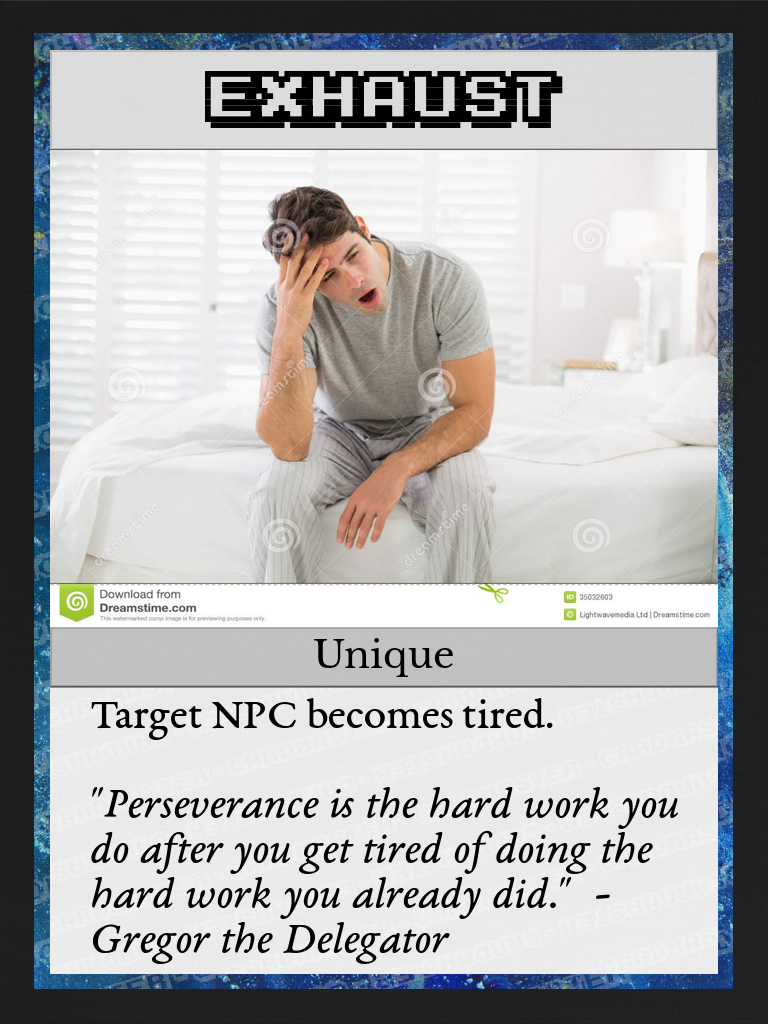 EXHAUST
Download from
Dreamstime.com
This watermarked comp image is for previewing purposes only.
ID 35032603
© Lightwavemedia Ltd | Dreamstime.com
Unique
Target NPC becomes tired.
"Perseverance is the hard work you
do after you get tired of doing the
hard work you already did." -
Gregor the Delegator